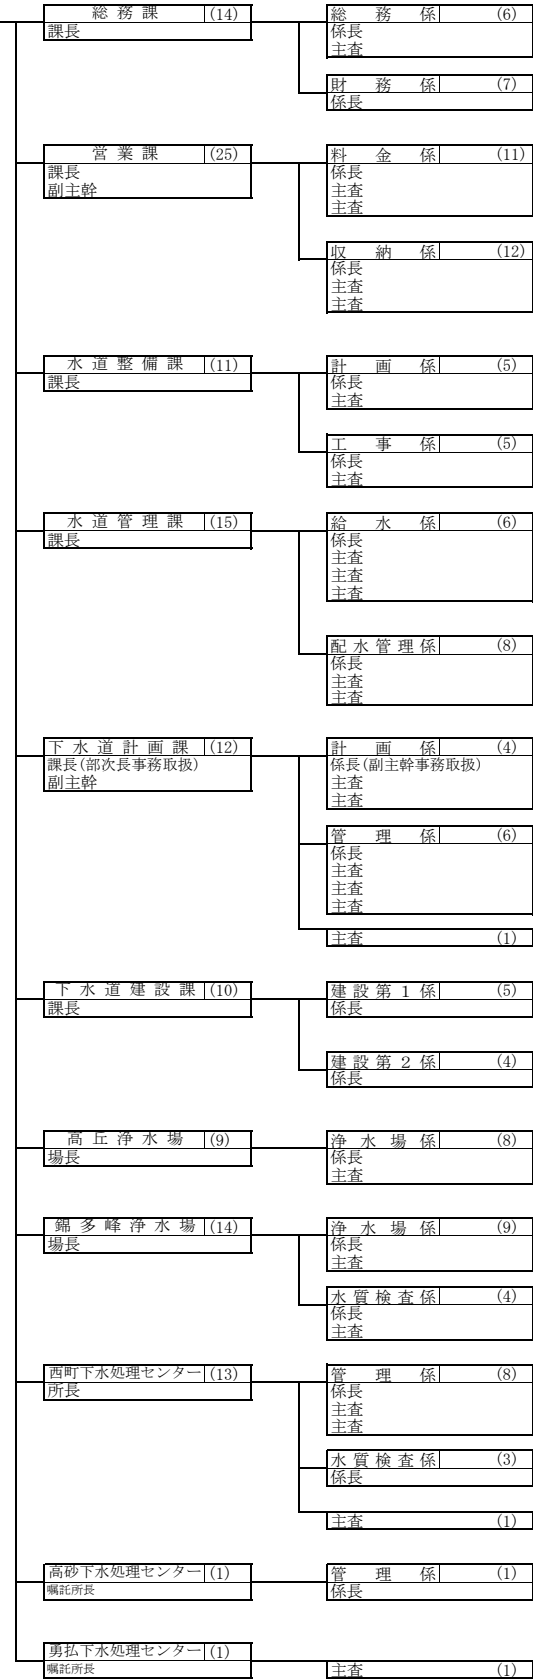 総務課 (14)
課長
総務係 (6)
係長
主査
財務係 (7)
係長
営業課 (25)
課長
副主幹
料金係 (11)
係長
主査
主査
収納係 (12)
係長
主査
主査
水道整備課 (11)
課長
計画係 (5)
係長
主査
工事係 (5)
係長
主査
水道管理課 (15)
課長
給水係 (6)
係長
主査
主査
主査
配水管理係 (8)
係長
主査
主査
下水道計画課 (12)
課長(部次長事務取扱)
副主幹
計画係 (4)
係長(副主幹事務取扱)
主査
主査
管理係 (6)
係長
主査
主査
主査
主査 (1)
下水道建設課 (10)
課長
建設第1係 (5)
係長
建設第2係 (4)
係長
高丘浄水場 (9)
場長
浄水場係 (8)
係長
主査
錦多峰浄水場 (14)
場長
浄水場係 (9)
係長
主査
水質検査係 (4)
係長
主査
西町下水処理センター (13)
所長
管理係 (8)
係長
主査
主査
水質検査係 (3)
係長
主査 (1)
高砂下水処理センター (1)
嘱託所長
管理係 (1)
係長
勇払下水処理センター (1)
嘱託所長
主査 (1)